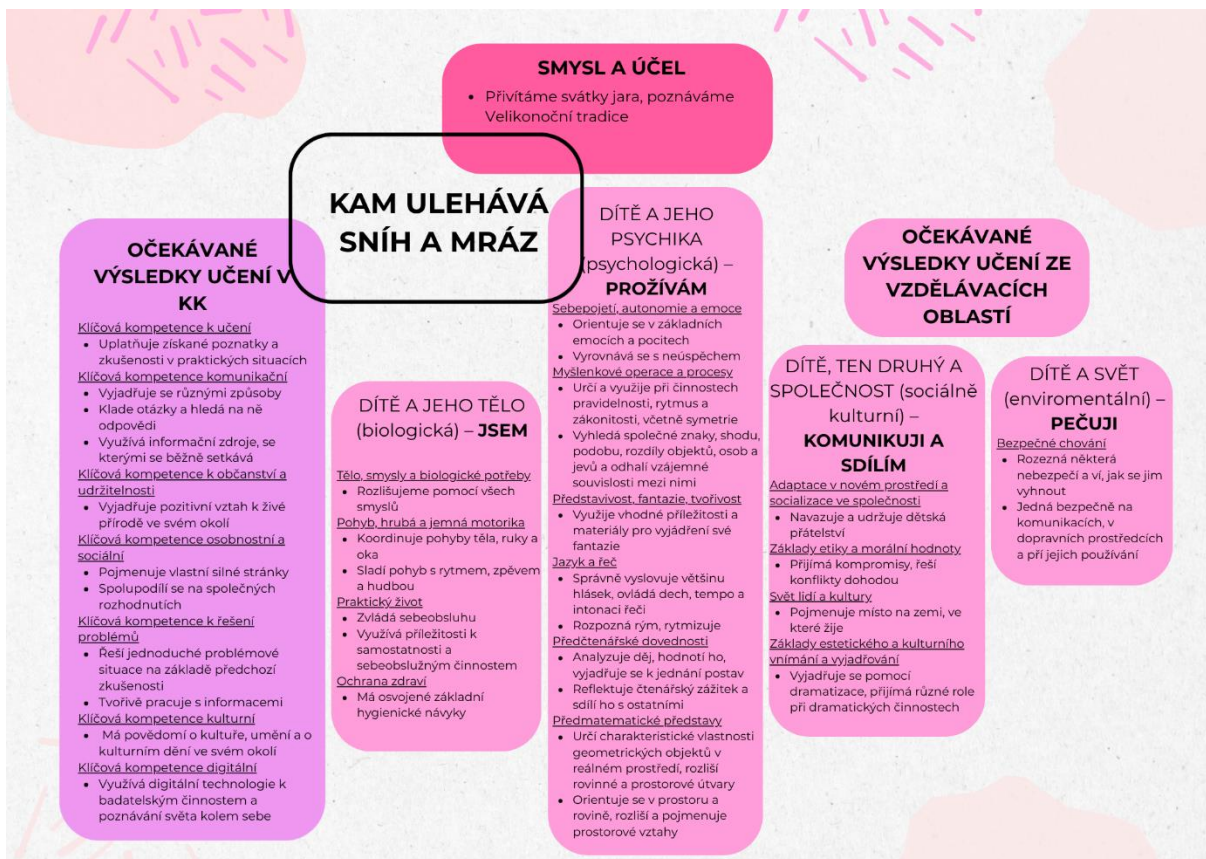 SMYSL A ÚČEL
• Přivítáme svátky jara, poznáváme
Velikonoční tradice
KAM ULEHÁVÁ
SNÍH A MRÁZ
OČEKÁVANÉ
VÝSLEDKY UČENÍ V
KK
Klíčová kompetence k učení
• Uplatňuje získané poznatky a
zkušenosti v praktických situacích
Klíčová kompetence komunikační
• Vyjadřuje se různými způsoby
• Klade otázky a hledá na ně
odpovědi
• Využívá informační zdroje, se
kterými se běžně setkává
Klíčová kompetence k občanství a
udržitelnosti
• Vyjadřuje pozitivní vztah k živé
přírodě ve svém okolí
Klíčová kompetence osobnostní a
sociální
• Pojmenuje vlastní silné stránky
• Spolupodílí se na společných
rozhodnutích
Klíčová kompetence k řešení
problémů
• Řeší jednoduché problémové
situace na základě předchozí
zkušenosti
• Tvořivě pracuje s informacemi
Klíčová kompetence kulturní
• Má povědomí o kultuře, umění a o
kulturním dění ve svém okolí
Klíčová kompetence digitální
• Využívá digitální technologie k
badatelským činnostem a
poznávání světa kolem sebe
DÍTĚ A JEHO TĚLO
(biologická) – JSEM
Tělo, smysly a biologické potřeby
• Rozlišujeme pomocí všech
smyslů
Pohyb, hrubá a jemná motorika
• Koordinuje pohyby těla, ruky a
oka
• Sladí pohyb s rytmem, zpěvem
a hudbou
Praktický život
• Zvládá sebeobsluhu
• Využívá příležitosti k
samostatnosti a
sebeobslužným činnostem
Ochrana zdraví
• Má osvojené základní
hygienické návyky
DÍTĚ A JEHO
PSYCHIKA
(psychologická) –
PROŽÍVÁM
Sebepojetí, autonomie a emoce
• Orientuje se v základních
emocích a pocitech
• Vyrovnává se s neúspěchem
Myšlenkové operace a procesy
• Určí a využije při činnostech
pravidelnosti, rytmus a
zákonitosti, včetně symetrie
• Vyhledá společné znaky, shodu,
podobu, rozdíly objektů, osob a
jevů a odhalí vzájemné
souvislosti mezi nimi
Představivost, fantazie, tvořivost
• Využije vhodné příležitosti a
materiály pro vyjádření své
fantazie
Jazyk a řeč
• Správně vyslovuje většinu
hlásek, ovládá dech, tempo a
intonaci řeči
• Rozpozná rým, rytmizuje
Předčtenářské dovednosti
• Analyzuje děj, hodnotí ho,
vyjadřuje se k jednání postav
• Reflektuje čtenářský zážitek a
sdílí ho s ostatními
Předmatematické představy
• Určí charakteristické vlastnosti
geometrických objektů v
reálném prostředí, rozliší
rovinné a prostorové útvary
• Orientuje se v prostoru a
rovině, rozliší a pojmenuje
prostorové vztahy
OČEKÁVANÉ
VÝSLEDKY UČENÍ ZE
VZDĚLÁVACÍCH
OBLASTÍ
DÍTĚ, TEN DRUHÝ A
SPOLEČNOST (sociálně
kulturní) –
KOMUNIKUJI A
SDÍLÍM
Adaptace v novém prostředí a
socializace ve společnosti
• Navazuje a udržuje dětská
přátelství
Základy etiky a morální hodnoty
• Přijímá kompromisy, řeší
konflikty dohodou
Svět lidí a kultury
• Pojmenuje místo na zemi, ve
které žije
Základy estetického a kulturního
vnímání a vyjadřování
• Vyjadřuje se pomocí
dramatizace, přijímá různé role
při dramatických činnostech
DÍTĚ A SVĚT
(enviromentální) –
PEČUJI
Bezpečné chování
• Rozezná některá
nebezpečí a ví, jak se jim
vyhnout
• Jedná bezpečně na
komunikacích, v
dopravních prostředcích
a pří jejich používání